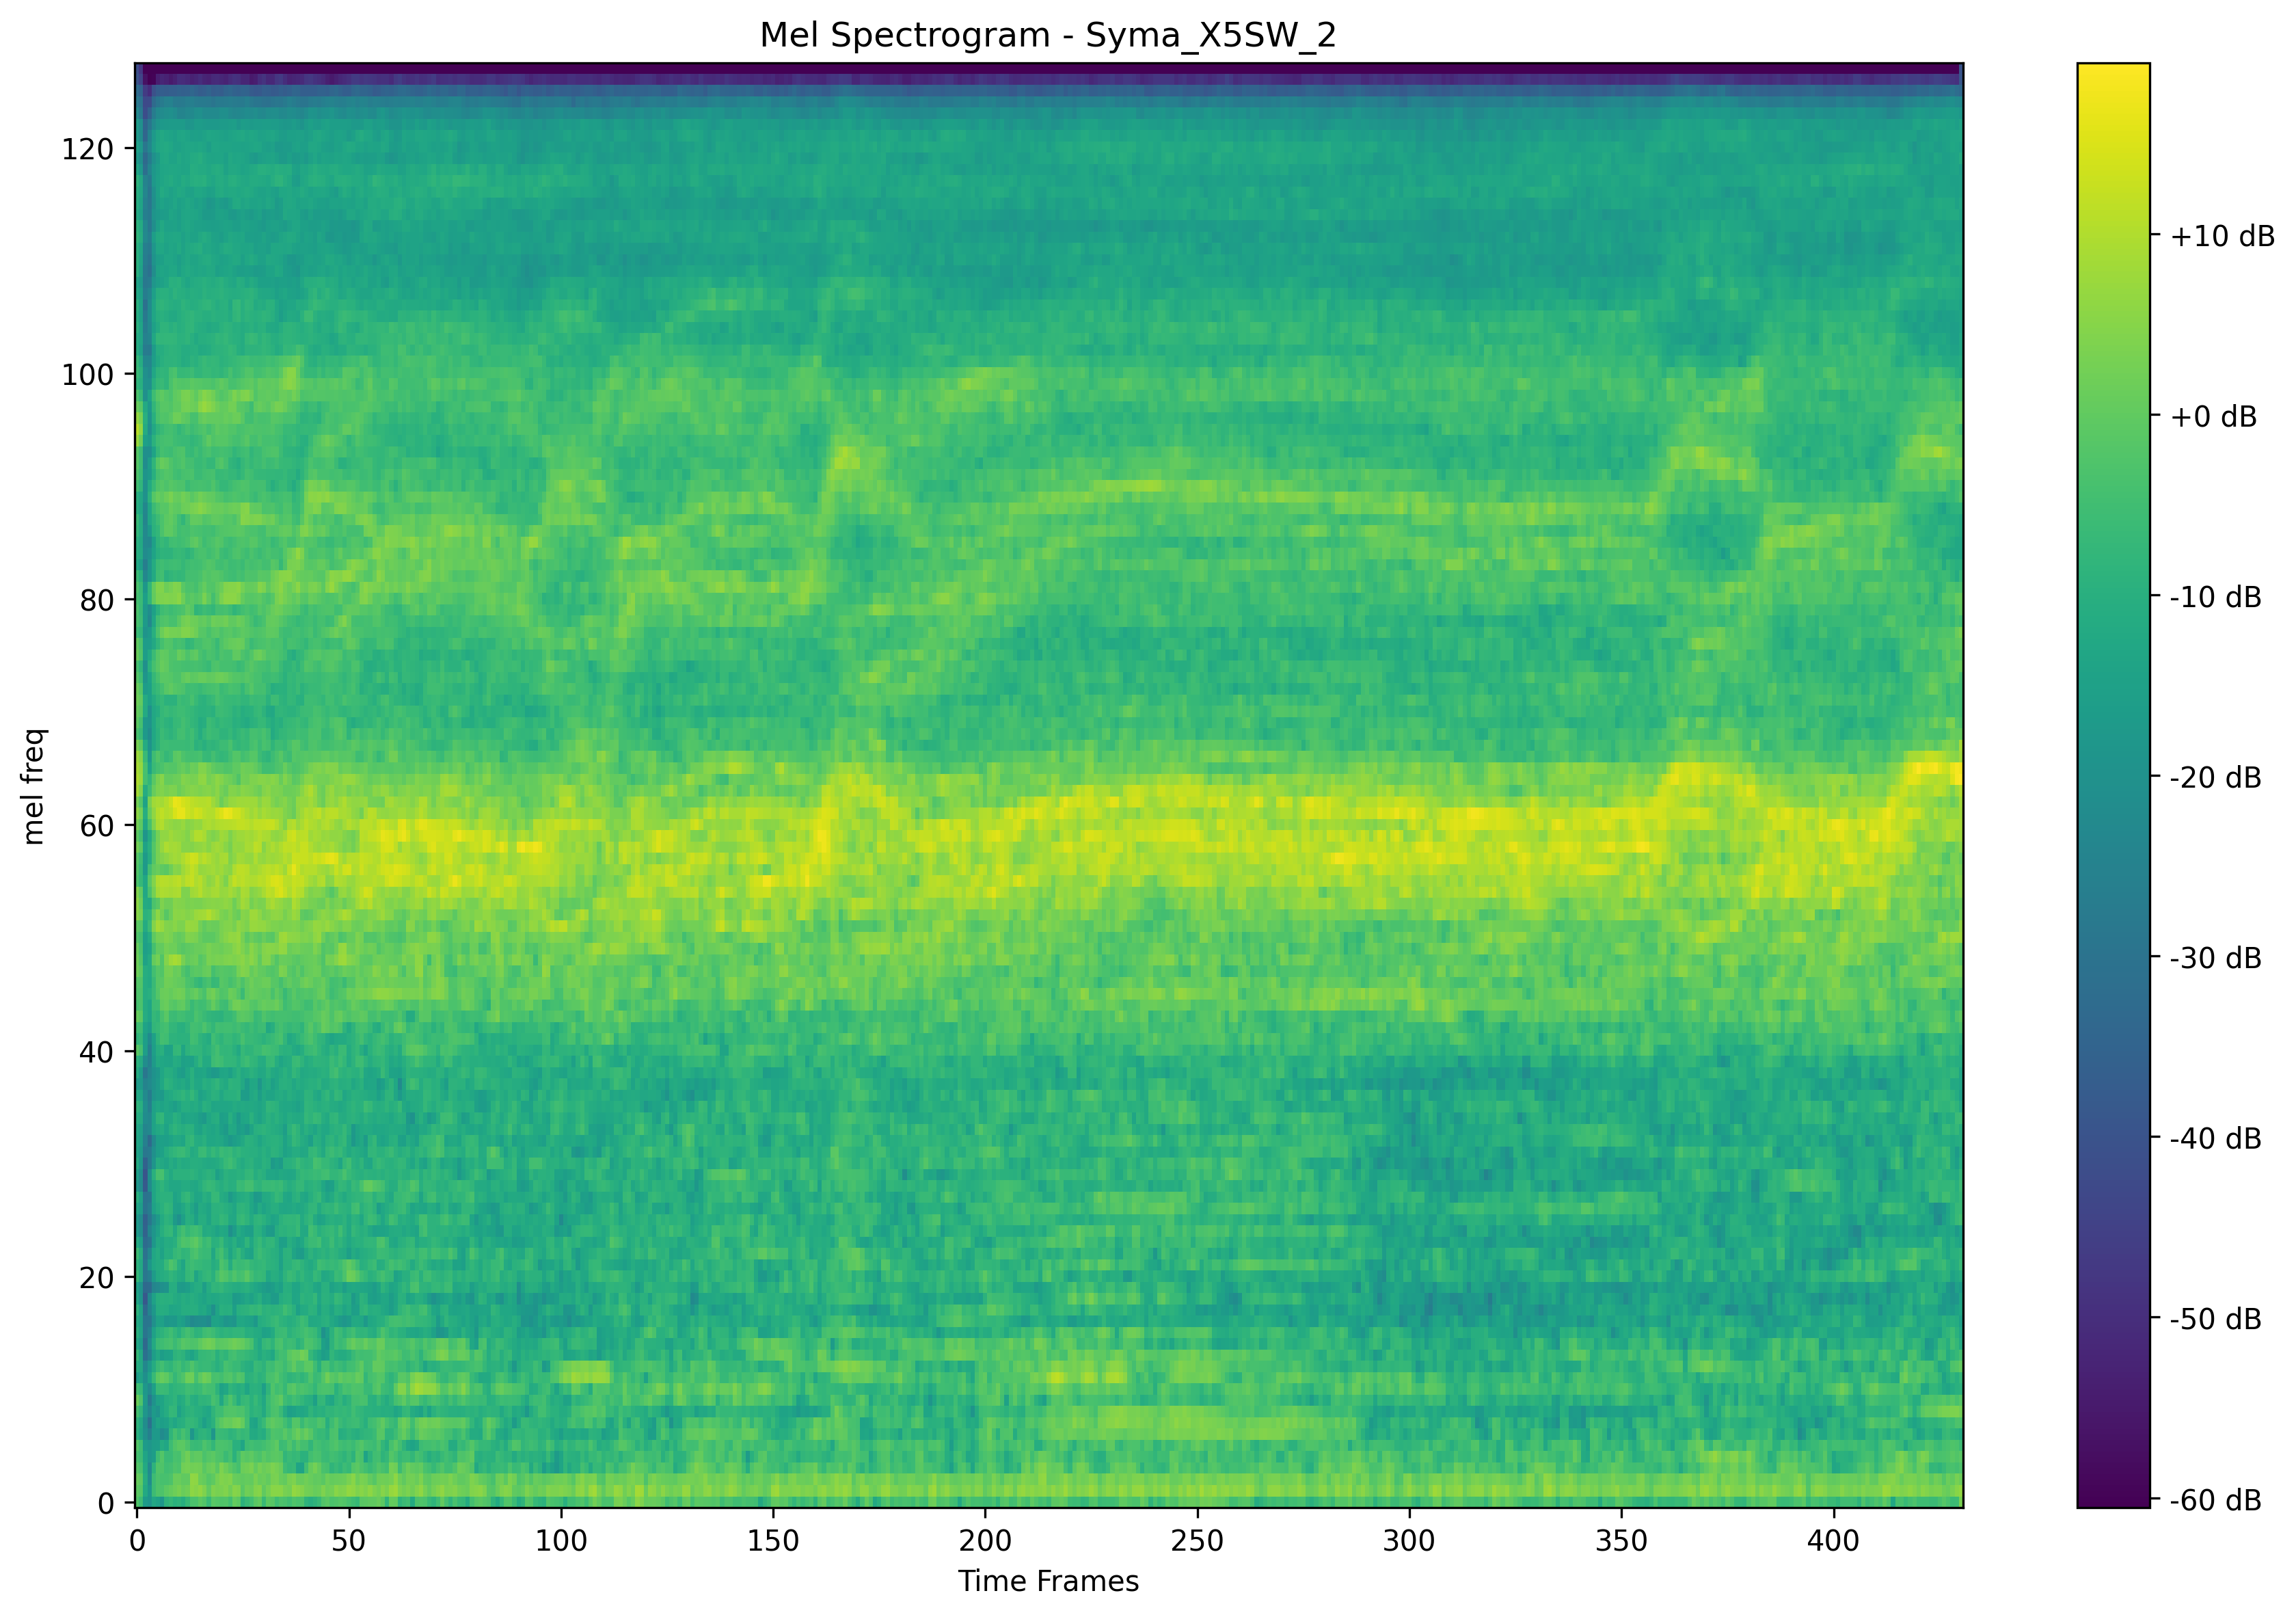 Mel Spectrogram - Syma_X5SW_2
mel freq
120
100
80
60
40
20
0
0 50 100 150 200 250 300 350 400
Time Frames
+10 dB
+0 dB
-10 dB
-20 dB
-30 dB
-40 dB
-50 dB
-60 dB